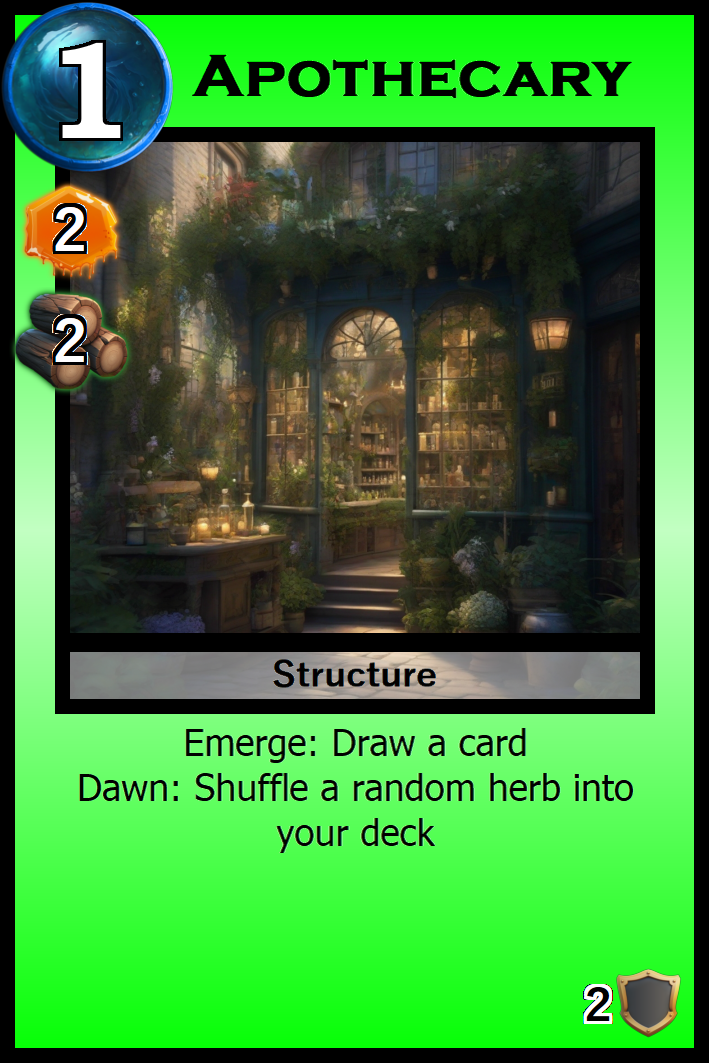 1
APOTHECARY
2
2
Structure
Emerge: Draw a card
Dawn: Shuffle a random herb into
your deck
2